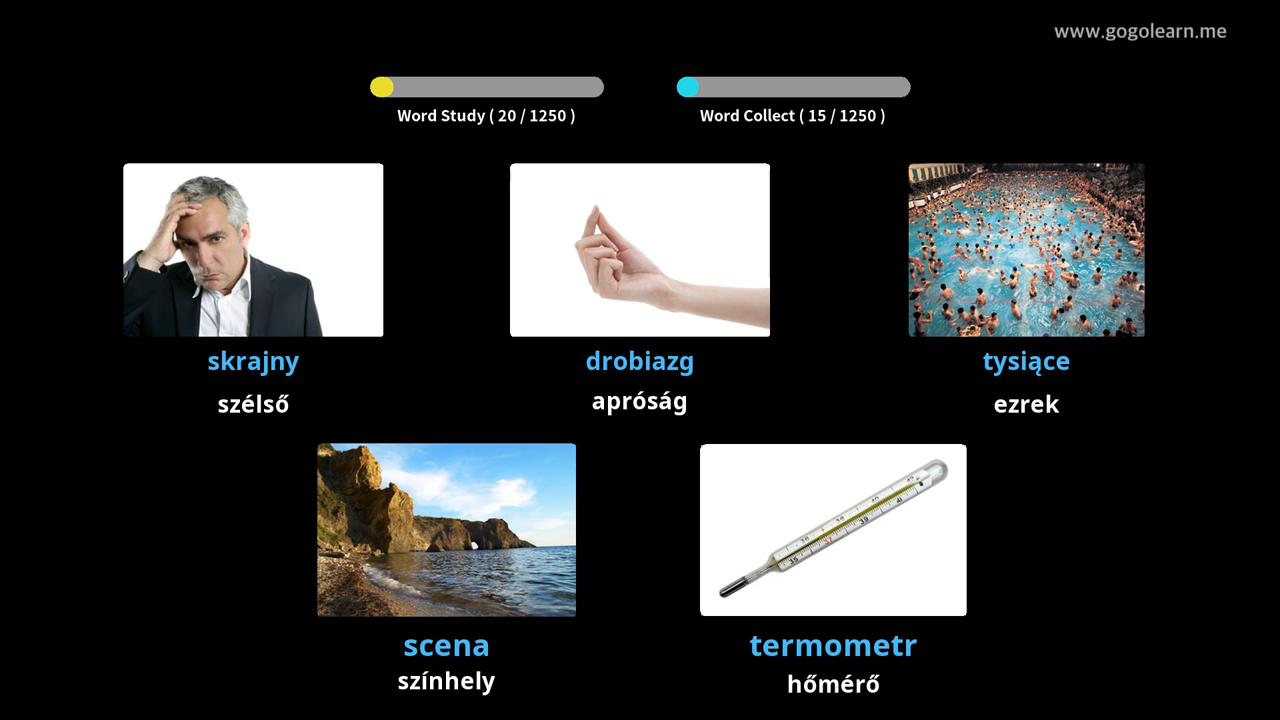 www.gogolearn.me
Word Study ( 20 / 1250 )
Word Collect ( 15 / 1250 )
skrajny
szélső
drobiazg
apróság
tysiące
ezrek
scena
színhely
termometr
hőmérő